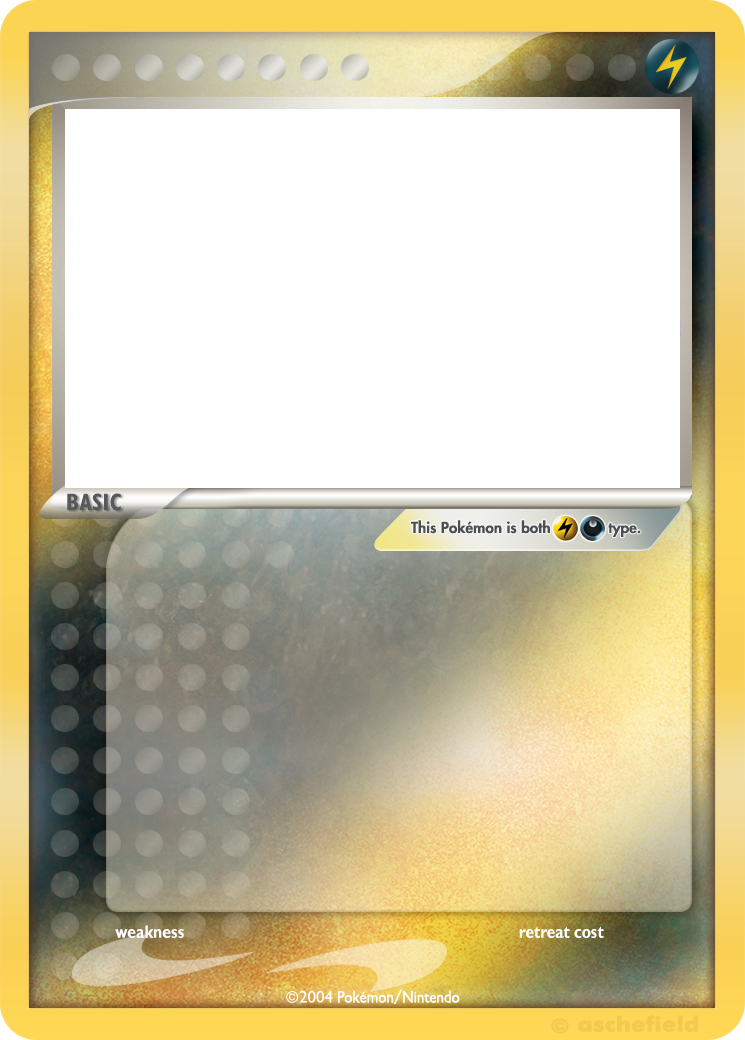 BASIC
This Pokémon is both type.
weakness
retreat cost
©2004 Pokémon/Nintendo
© aschefield